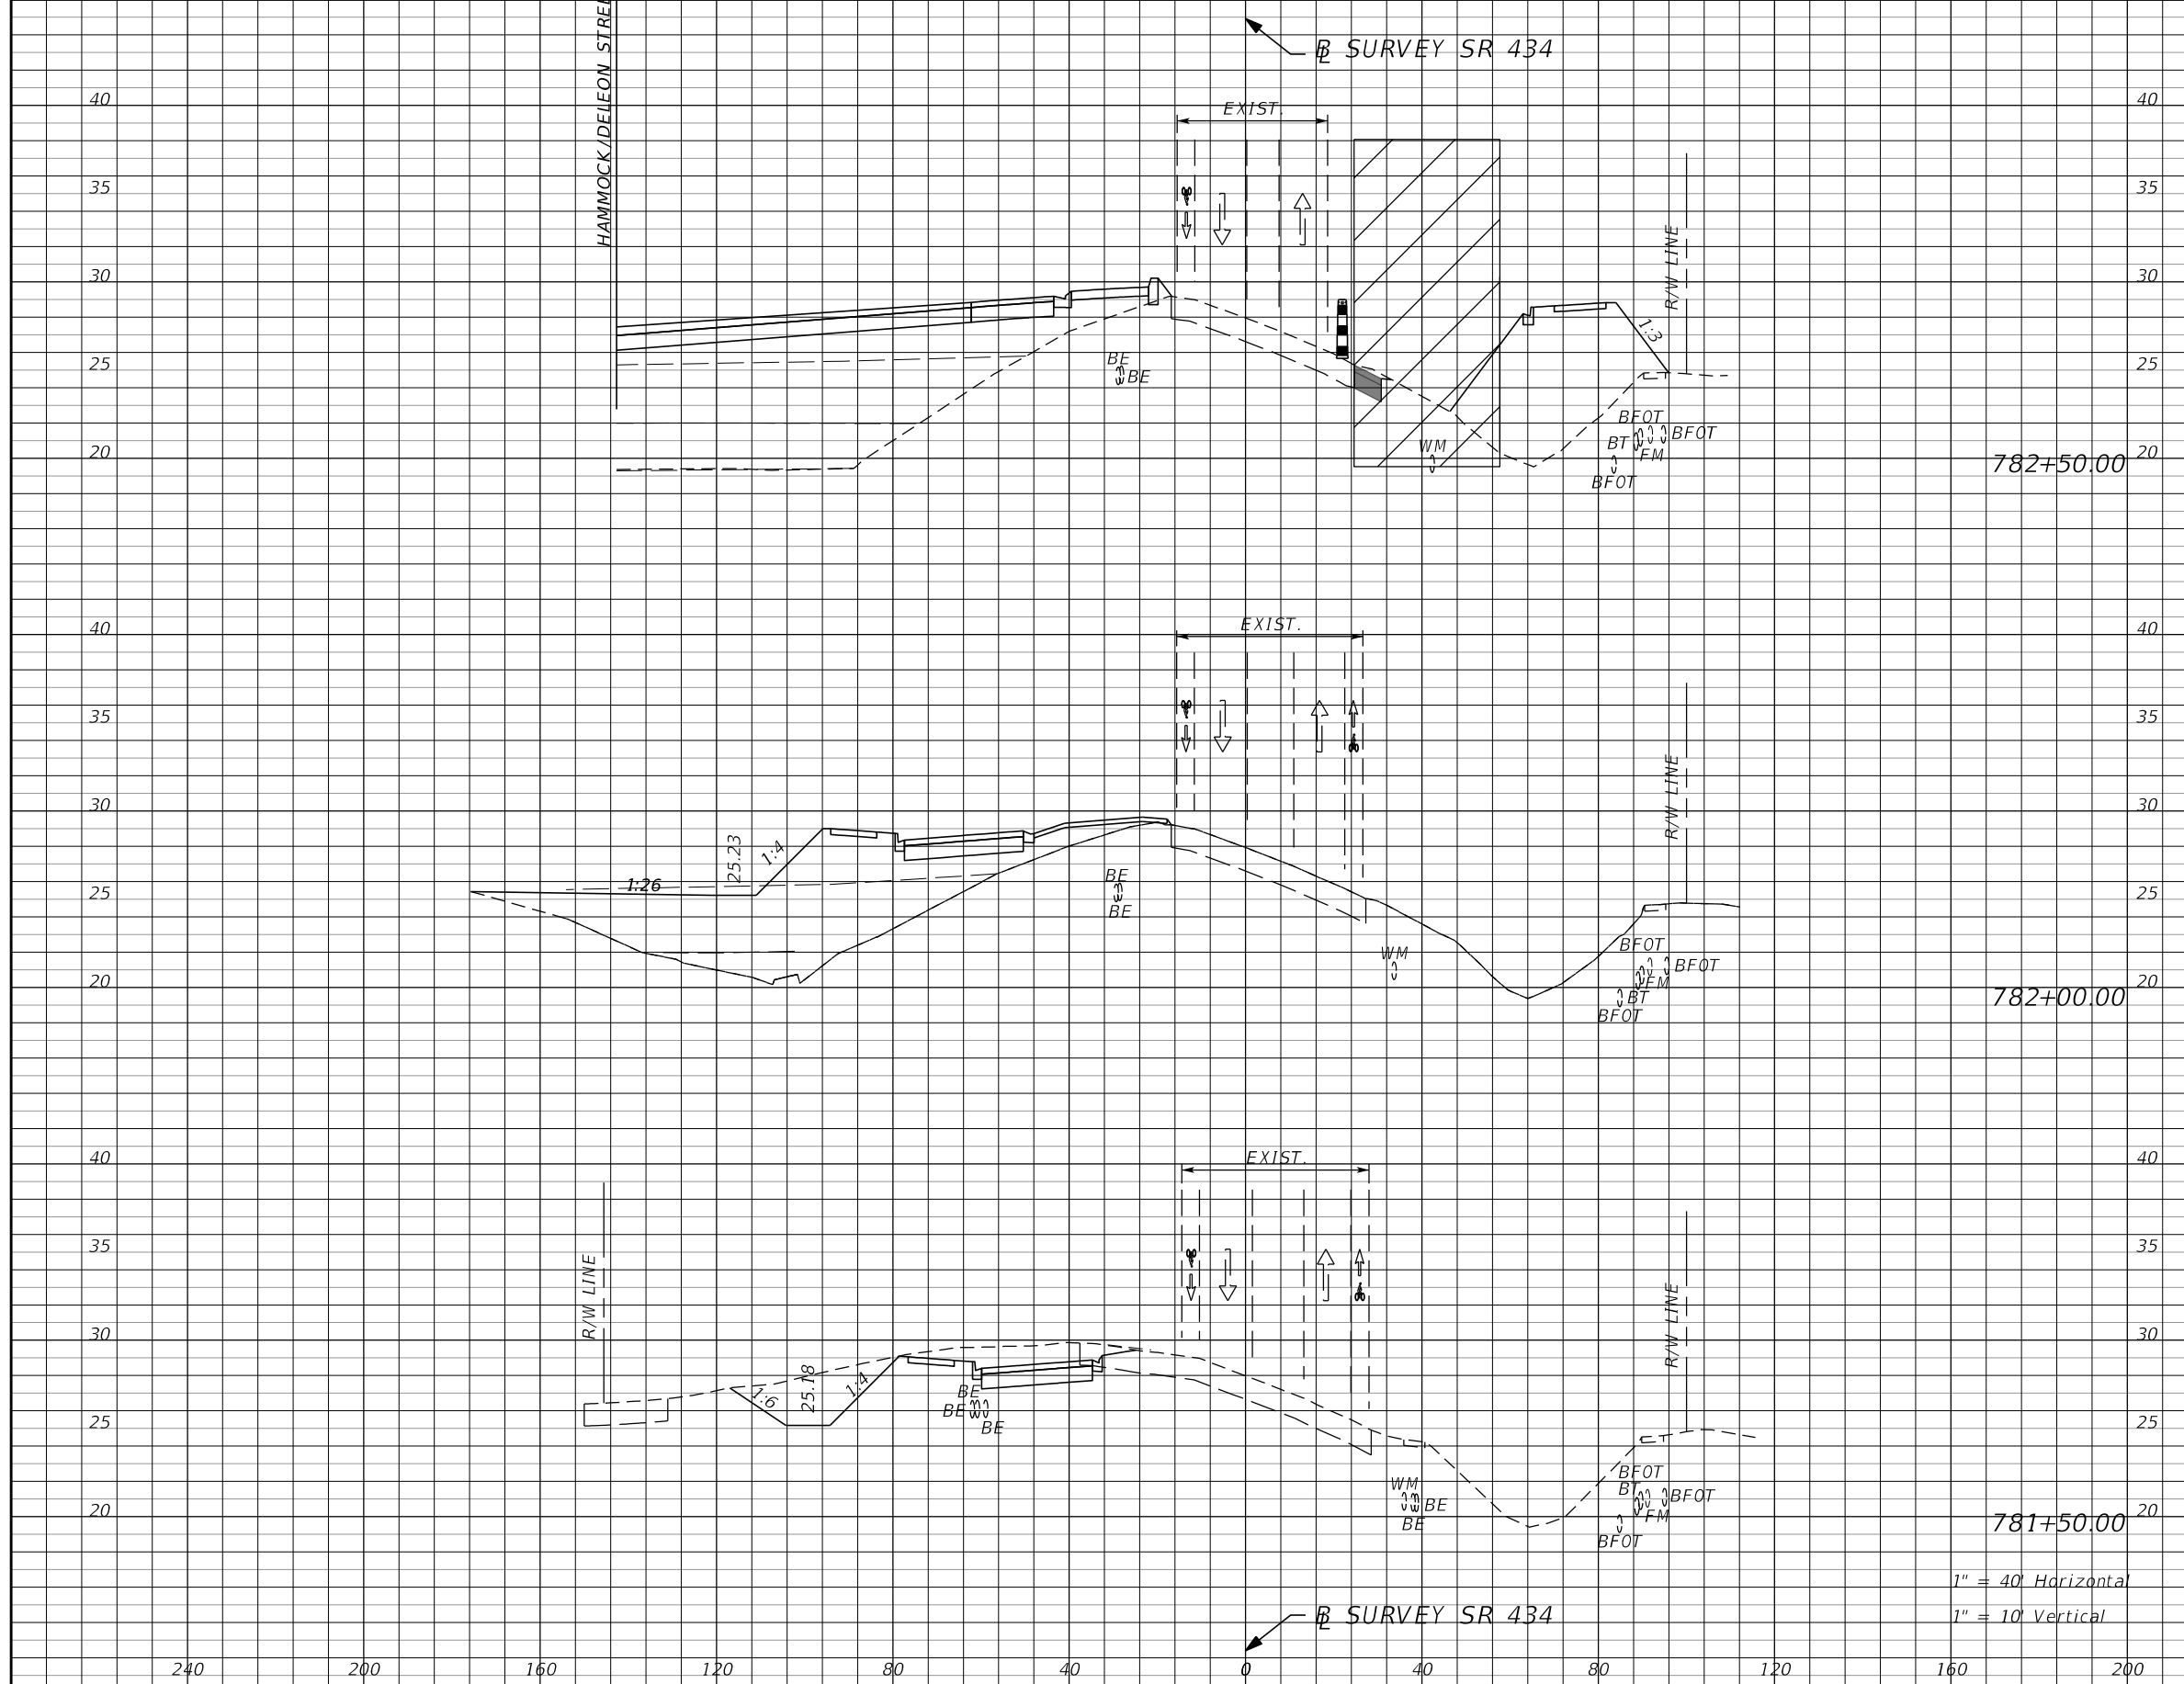 HAMMOCK/DELEON
BL SURVEY SR 434
40 EXIST. 40
35 35
R/W LINE
30 30
1:3
25 BE 25
BE
BFOT
BT BFOT
20 WM FM 20
BFOT 782+50.00
40 EXIST. 40
35 35
R/W LINE
30 30
25.23 1:4
25 1:26 BE 25
BE
WM BFOT
BFOT
20 FM 20
BT 782+00.00
BFOT
40 EXIST. 40
35 35
R/W LINE R/W LINE
30 30
1:6 25.18 1:4
BE
25 BE 25
BE
BFOT
WM BT
BE BFOT
20 BE FM 20
BFOT 781+50.00
1" = 40' Horizontal
BL SURVEY SR 434 1" = 10' Vertical
240 200 160 120 80 40 0 40 80 120 160 200